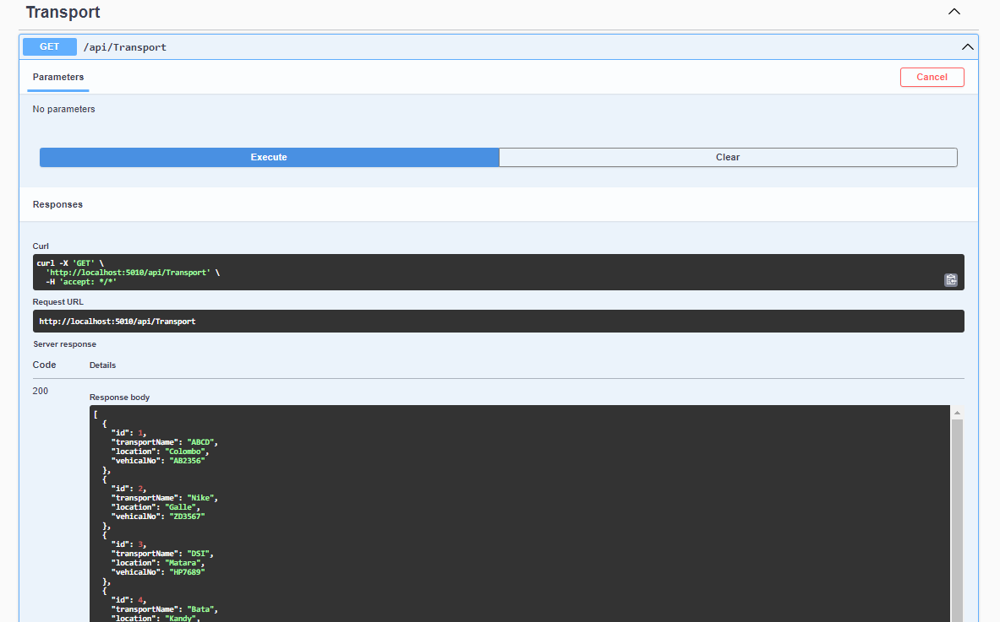 Transport
GET /api/Transport
Parameters
Cancel
No parameters
Execute
Clear
Responses
Curl
curl -X 'GET' \
  'http://localhost:5010/api/Transport' \
  -H 'accept: */*'
Request URL
http://localhost:5010/api/Transport
Server response
Code Details
200
Response body
[
  {
    "id": 1,
    "transportName": "ABCD",
    "location": "Colombo",
    "vehicalNo": "AB2356"
  },
  {
    "id": 2,
    "transportName": "Nike",
    "location": "Galle",
    "vehicalNo": "ZD3567"
  },
  {
    "id": 3,
    "transportName": "DSI",
    "location": "Matara",
    "vehicalNo": "HP7689"
  },
  {
    "id": 4,
    "transportName": "Bata",
    "location": "Kandy",